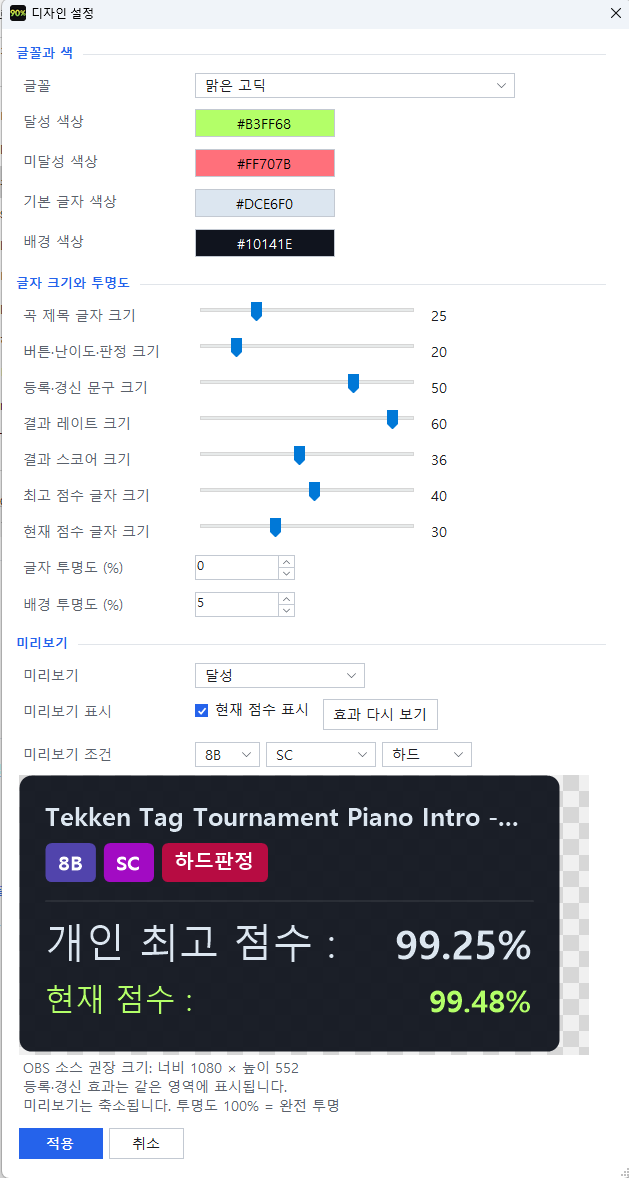 90% 디자인 설정
글꼴과 색
글꼴 맑은 고딕
달성 색상 #B3FF68
미달성 색상 #FF707B
기본 글자 색상 #DCE6F0
배경 색상 #10141E
글자 크기와 투명도
곡 제목 글자 크기 25
버튼·난이도·판정 크기 20
등록·경신 문구 크기 50
결과 레이트 크기 60
결과 스코어 크기 36
최고 점수 글자 크기 40
현재 점수 글자 크기 30
글자 투명도 (%) 0
배경 투명도 (%) 5
미리보기
미리보기 달성
미리보기 표시 현재 점수 표시 효과 다시 보기
미리보기 조건 8B SC 하드
Tekken Tag Tournament Piano Intro -...
8B SC 하드판정
개인 최고 점수 : 99.25%
현재 점수 : 99.48%
OBS 소스 권장 크기: 너비 1080 × 높이 552
등록·경신 효과는 같은 영역에 표시됩니다.
미리보기는 축소됩니다. 투명도 100% = 완전 투명
적용 취소